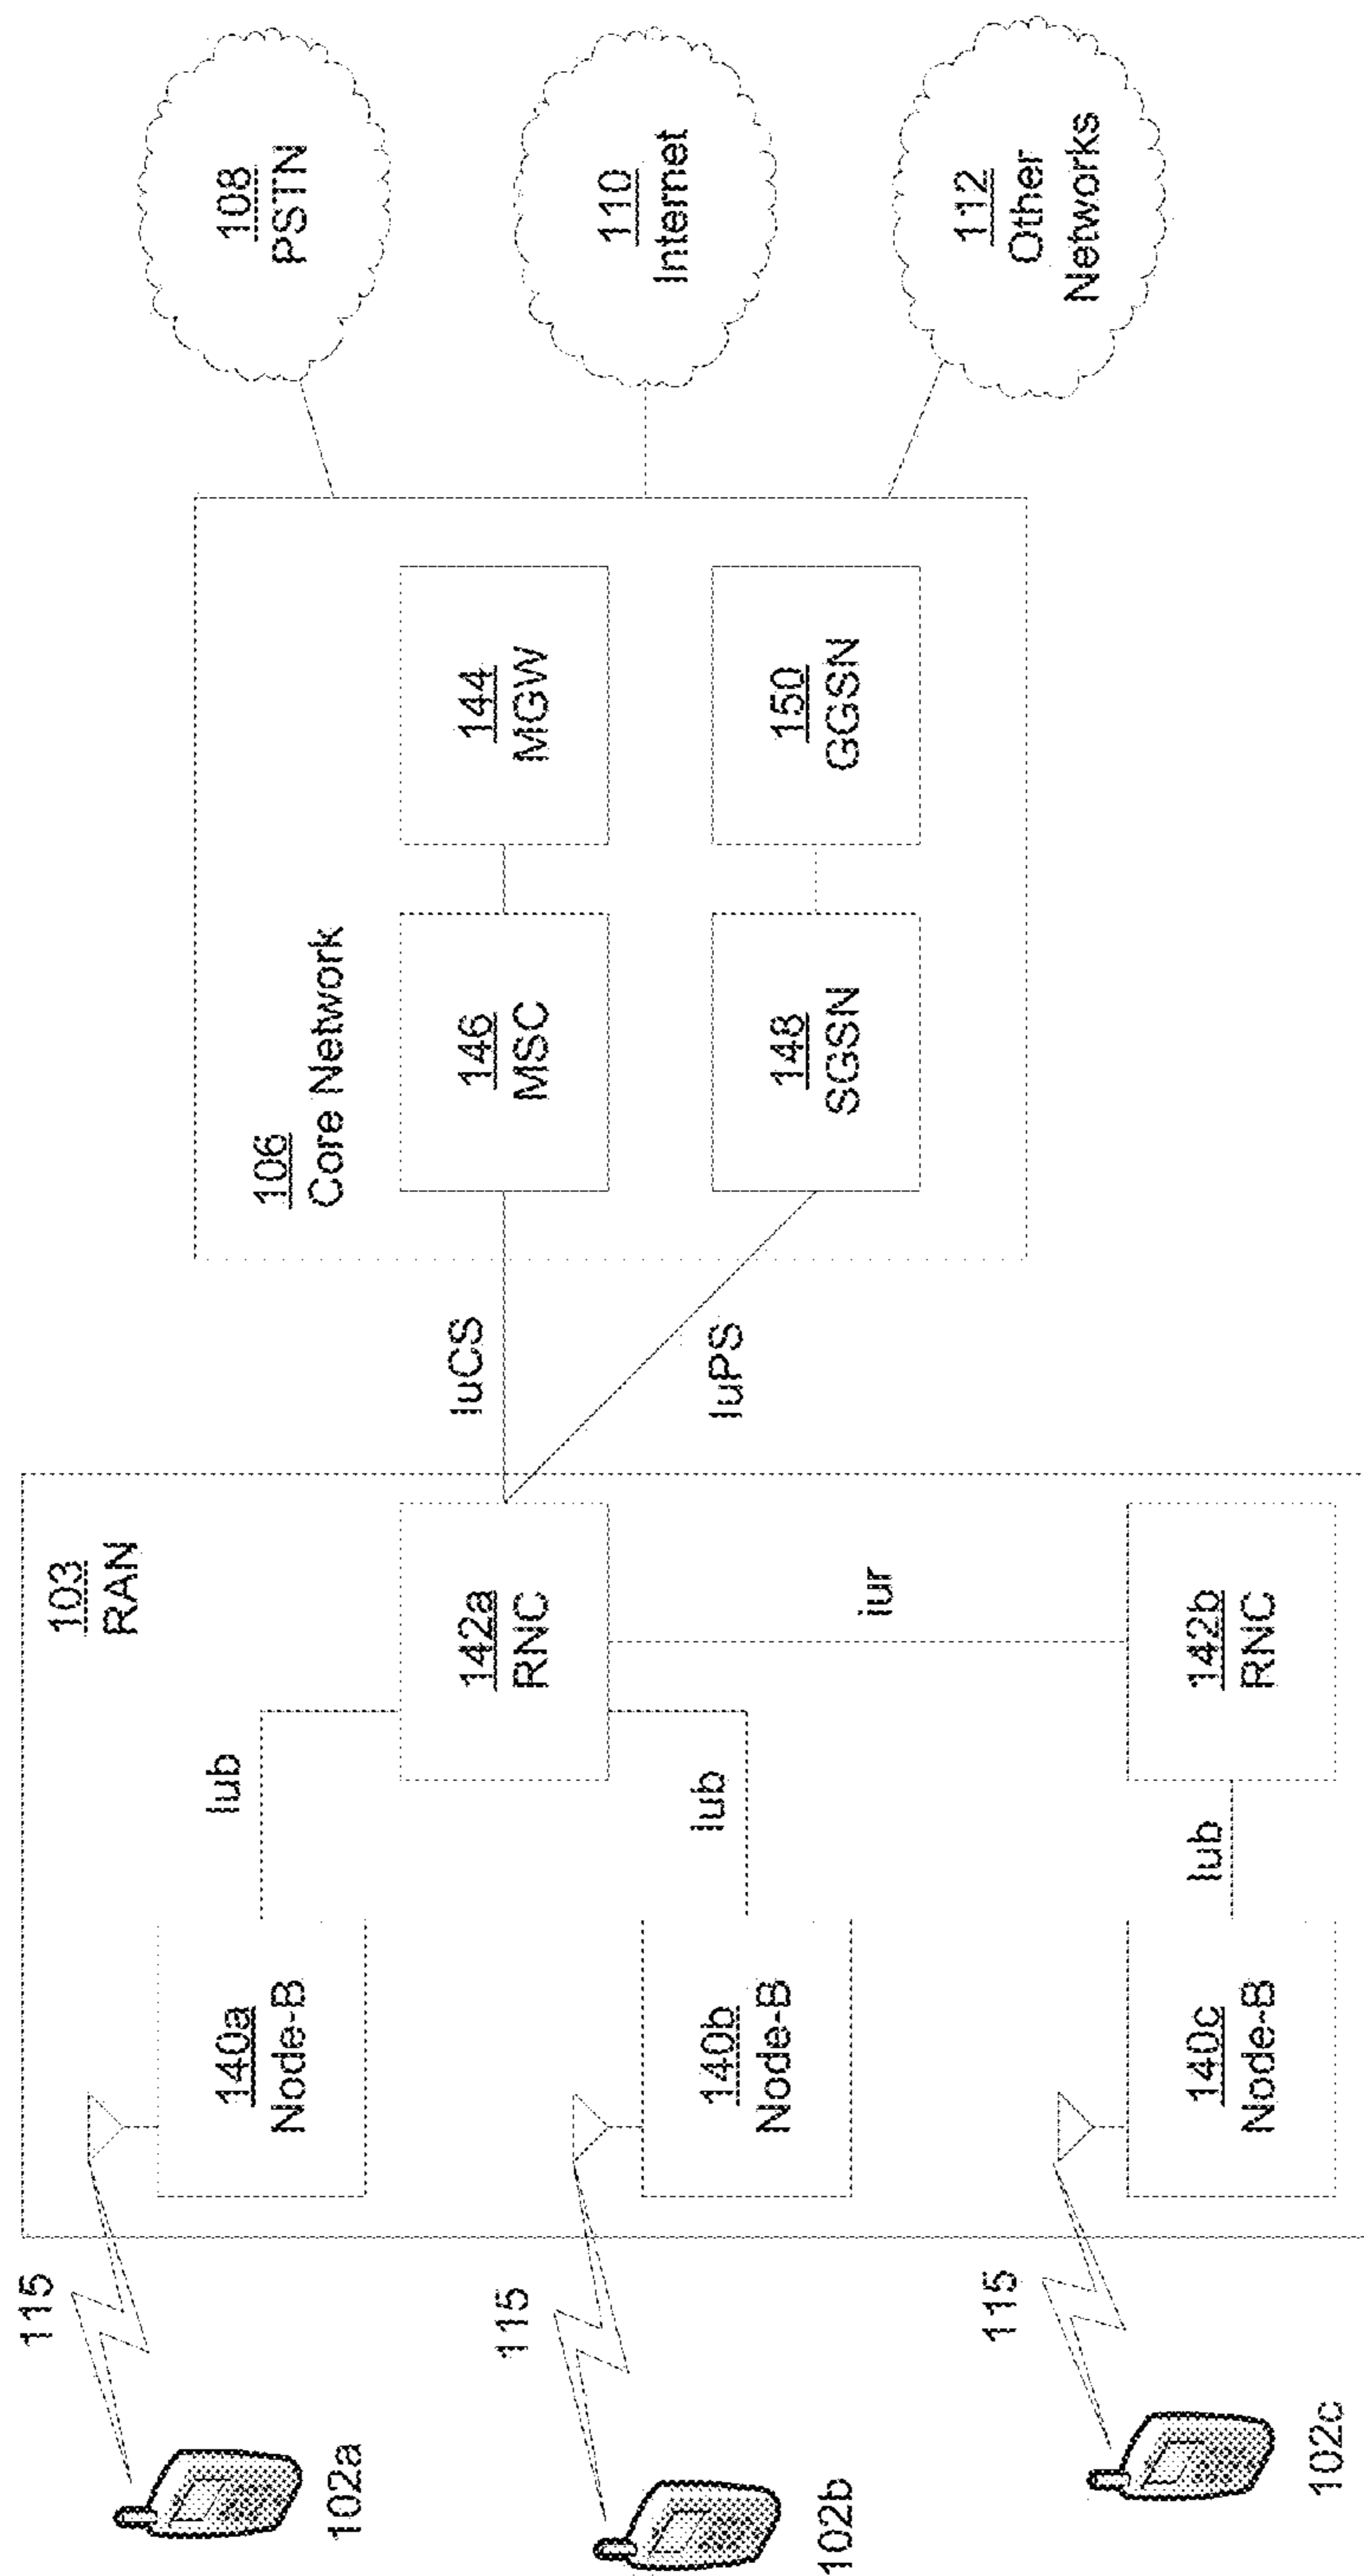 103
RAN
115
140a
Node-B
Iub
142a
RNC
102a
115
140b
Node-B
Iub
iur
102b
115
140c
Node-B
Iub
142b
RNC
102c
IuCS
IuPS
106
Core Network
146
MSC
144
MGW
148
SGSN
150
GGSN
108
PSTN
110
Internet
112
Other
Networks